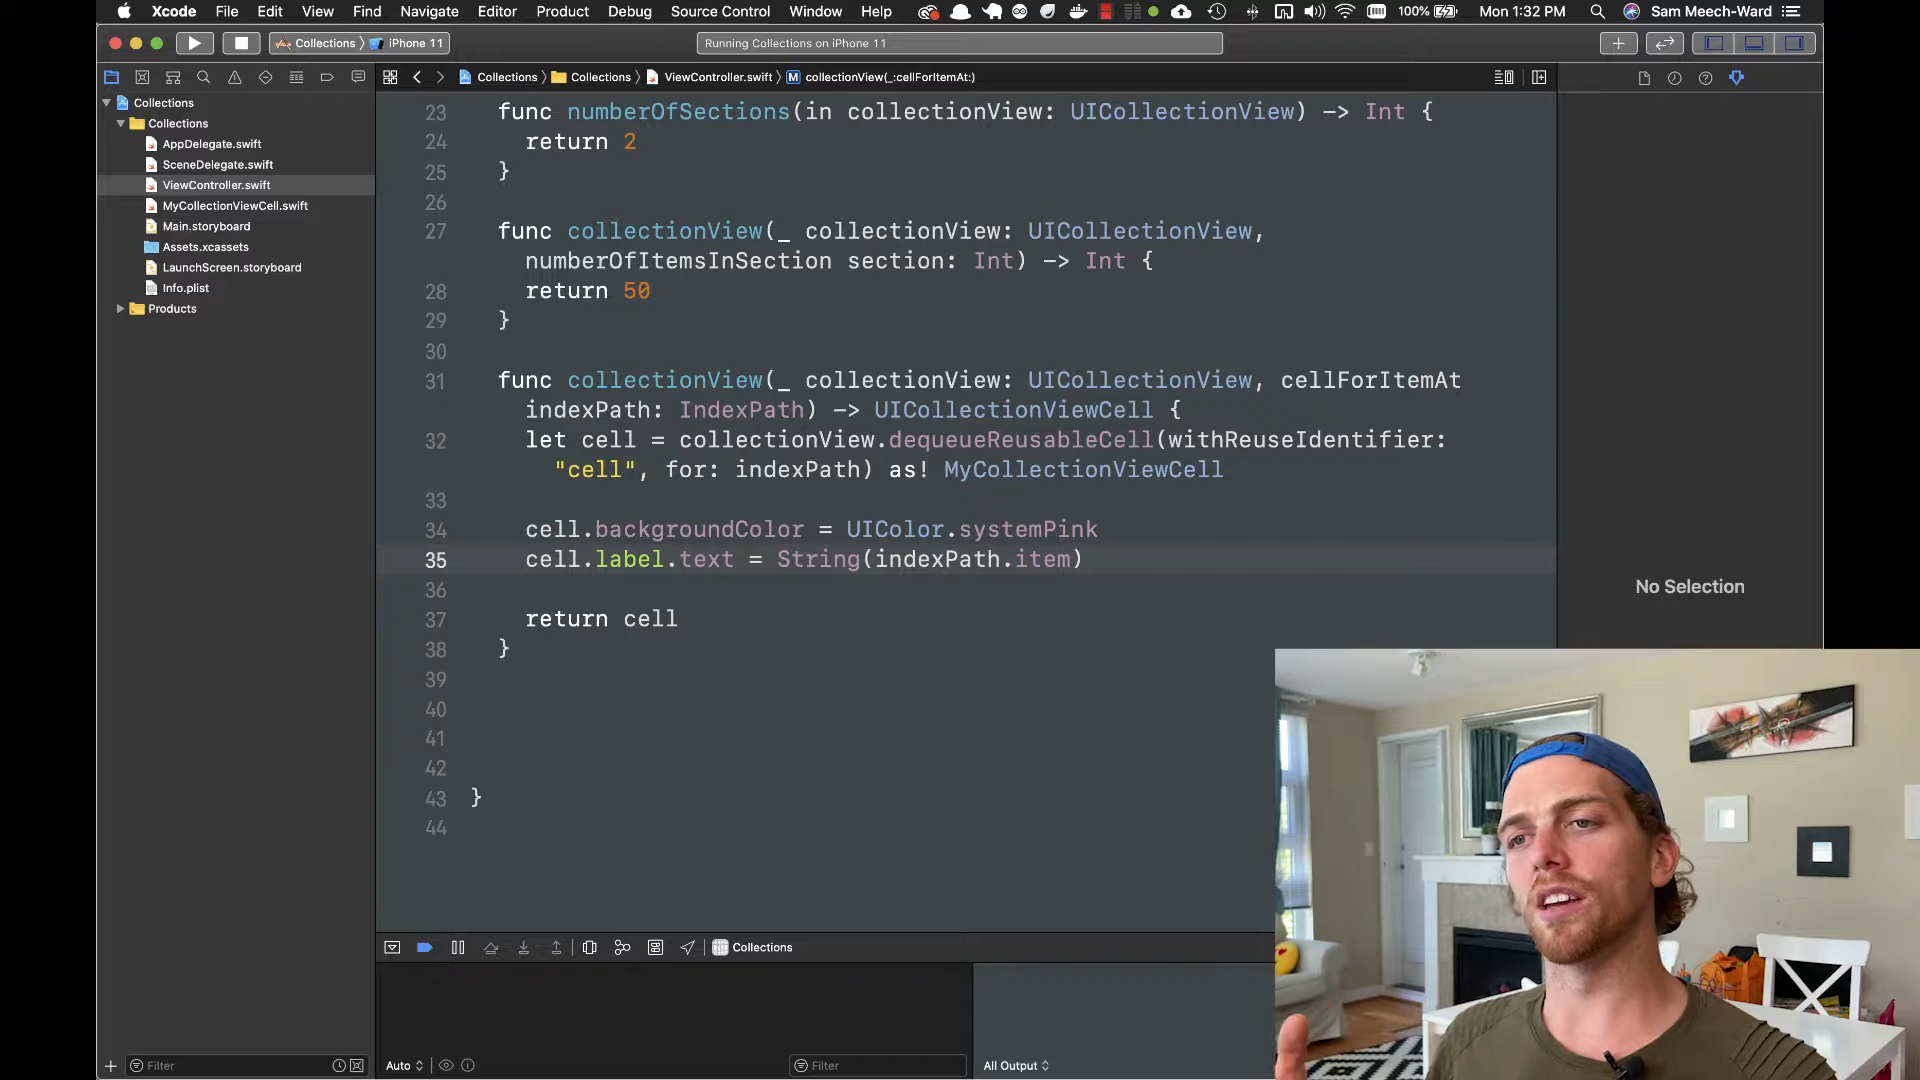 Xcode File Edit View Find Navigate Editor Product Debug Source Control Window Help 100% Mon 1:32 PM Sam Meech-Ward
Collections iPhone 11 Running Collections on iPhone 11
Collections Collections ViewController.swift M collectionView(_:cellForItemAt:)
Collections
Collections
AppDelegate.swift
SceneDelegate.swift
ViewController.swift
MyCollectionViewCell.swift
Main.storyboard
Assets.xcassets
LaunchScreen.storyboard
Info.plist
Products
23 func numberOfSections(in collectionView: UICollectionView) -> Int {
24 return 2
25 }
26
27 func collectionView(_ collectionView: UICollectionView,
numberOfItemsInSection section: Int) -> Int {
28 return 50
29 }
30
31 func collectionView(_ collectionView: UICollectionView, cellForItemAt
indexPath: IndexPath) -> UICollectionViewCell {
32 let cell = collectionView.dequeueReusableCell(withReuseIdentifier:
"cell", for: indexPath) as! MyCollectionViewCell
33
34 cell.backgroundColor = UIColor.systemPink
35 cell.label.text = String(indexPath.item)
36
37 return cell
38 }
39
40
41
42
43 }
44
No Selection
Collections
Filter
Auto
Filter
All Output